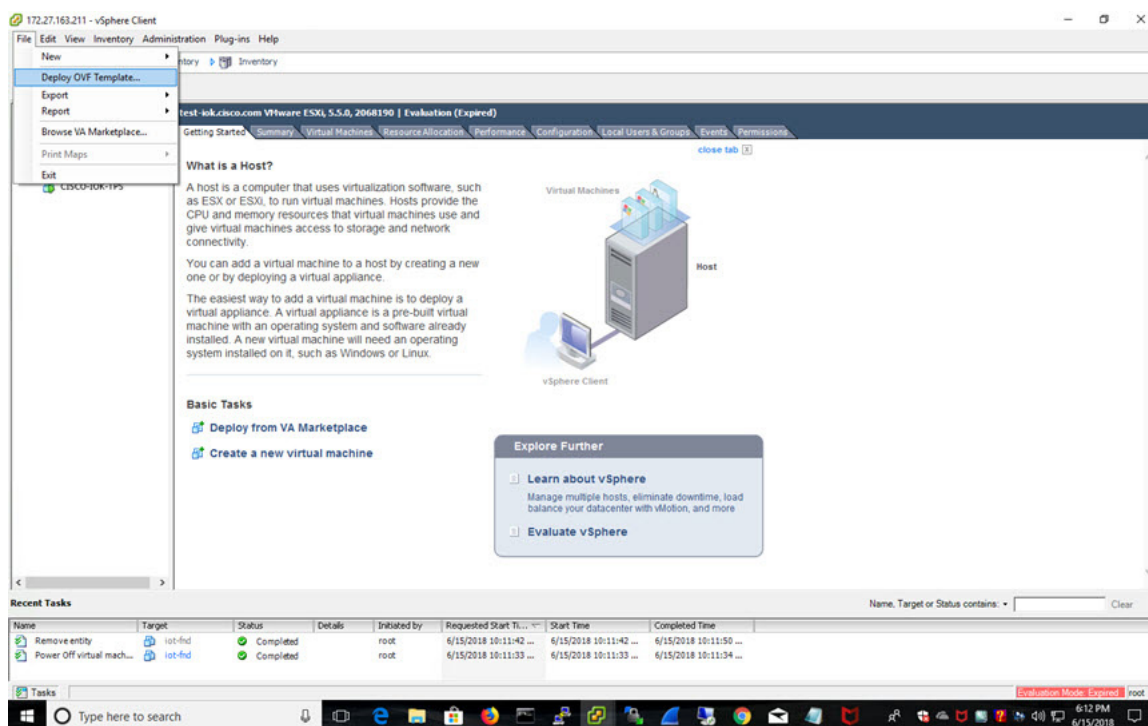 172.27.163.211 - vSphere Client
File Edit View Inventory Administration Plug-ins Help
New
Deploy OVF Template...
Export
Report
Browse VA Marketplace...
Print Maps
Exit
Inventory
test-iok.cisco.com VMware ESXi, 5.5.0, 2068190 | Evaluation (Expired)
Getting Started Summary Virtual Machines Resource Allocation Performance Configuration Local Users & Groups Events Permissions
close tab
What is a Host?
A host is a computer that uses virtualization software, such
as ESX or ESXi, to run virtual machines. Hosts provide the
CPU and memory resources that virtual machines use and
give virtual machines access to storage and network
connectivity.
You can add a virtual machine to a host by creating a new
one or by deploying a virtual appliance.
The easiest way to add a virtual machine is to deploy a
virtual appliance. A virtual appliance is a pre-built virtual
machine with an operating system and software already
installed. A new virtual machine will need an operating
system installed on it, such as Windows or Linux.
Virtual Machines
Host
vSphere Client
Basic Tasks
Deploy from VA Marketplace
Create a new virtual machine
Explore Further
Learn about vSphere
Manage multiple hosts, eliminate downtime, load
balance your datacenter with vMotion, and more
Evaluate vSphere
Recent Tasks
Name, Target or Status contains:
Clear
Name Target Status Details Initiated by Requested Start Ti... Start Time Completed Time
Remove entity iot-fnd Completed root 6/15/2018 10:11:42 ... 6/15/2018 10:11:42 ... 6/15/2018 10:11:50 ...
Power Off virtual mach... iot-fnd Completed root 6/15/2018 10:11:33 ... 6/15/2018 10:11:33 ... 6/15/2018 10:11:34 ...
Tasks
Evaluation Mode: Expired root
Type here to search
6:12 PM
6/15/2018